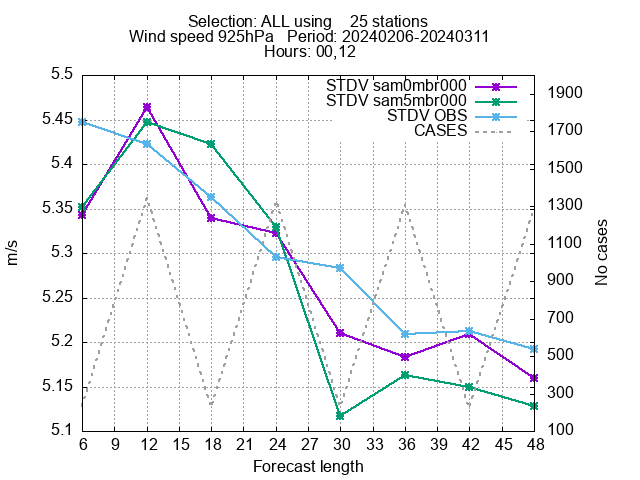 Selection: ALL using 25 stations
Wind speed 925hPa Period: 20240206-20240311
Hours: 00,12
STDV sam0mbr000
STDV sam5mbr000
STDV OBS
CASES
5.5
5.45
5.4
5.35
5.3
5.25
5.2
5.15
5.1
m/s
1900
1700
1500
1300
1100
900
700
500
300
100
No cases
6 9 12 15 18 21 24 27 30 33 36 39 42 45 48
Forecast length